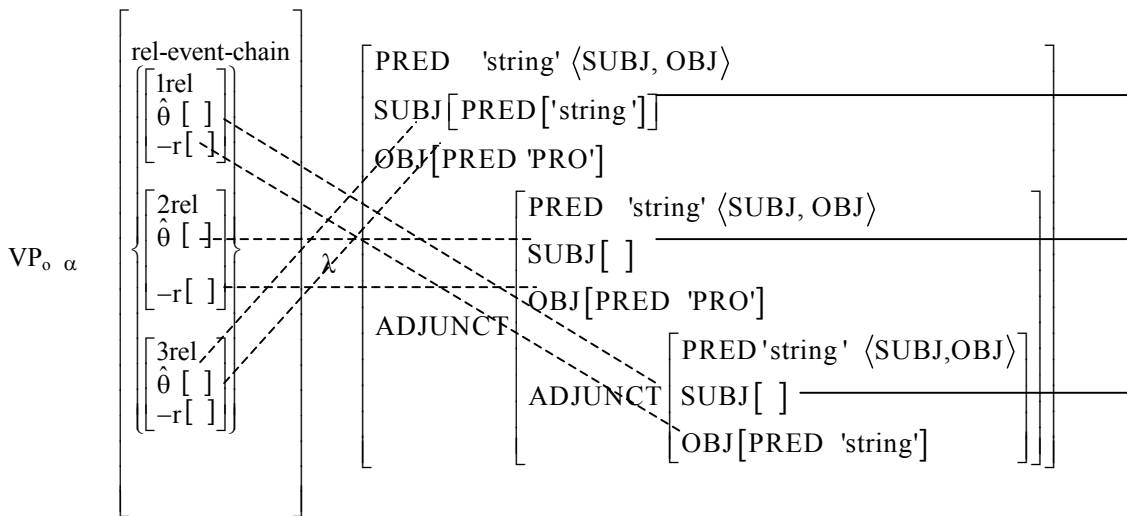 rel-event-chain
1rel
θ̂ [ ]
−r[ ]
2rel
θ̂ [ ]
−r[ ]
3rel
θ̂ [ ]
−r[ ]
VPₒ α
λ
PRED 'string' ⟨SUBJ, OBJ⟩
SUBJ[PRED['string']]
OBJ[PRED 'PRO']
ADJUNCT
PRED 'string' ⟨SUBJ, OBJ⟩
SUBJ[ ]
OBJ[PRED 'PRO']
ADJUNCT
PRED 'string' ⟨SUBJ,OBJ⟩
SUBJ[ ]
OBJ[PRED 'string']